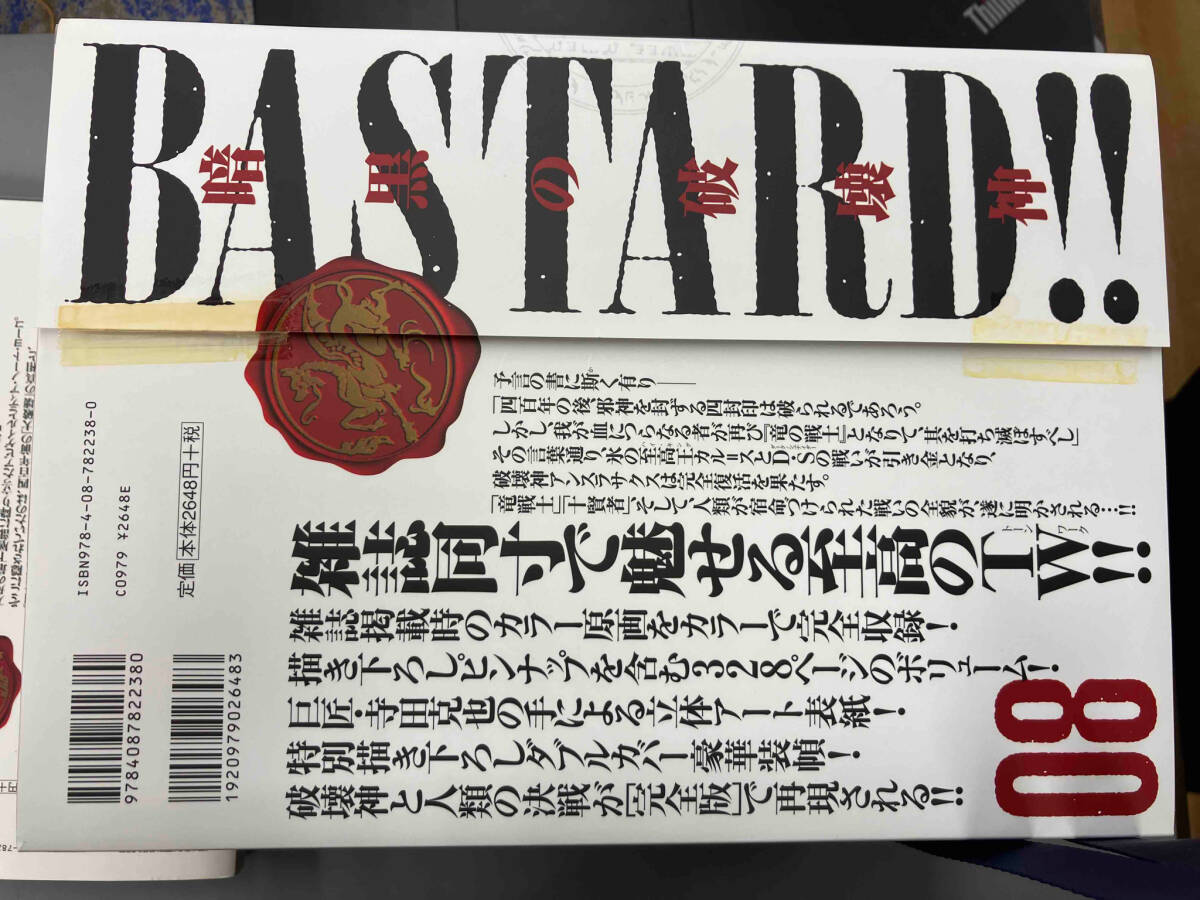 BASTARD!!
暗黒の破壊神
予言の書に斯く有り――
「四百年の後、邪神を封ずる四封印は破られるであろう。
しかし我が血につらなる者が再び『竜の戦士』となりて、其を打ち滅ぼすべし」
その言葉通り、氷の至高王カル＝スとD・Sの戦いが引き金となり、
破壊神アンスラサクスは完全復活を果たす。
「竜戦士」「十賢者」、そして、人類が宿命づけられた戦いの全貌が、遂に明かされる…!!
雑誌同寸で魅せる至高のTW!!
トーンワーク
雑誌掲載時のカラー原画をカラーで完全収録!
描き下ろしピンナップを含む328ページのボリューム!
巨匠・寺田克也の手による立体アート表紙!
特別描き下ろしダブルカバー豪華装幀!
破壊神と人類の決戦が[完全版]で再現される!!
08
ISBN978-4-08-782238-0
C0979 ¥2648E
定価 本体2648円＋税
9784087822380
1920979026483
Think